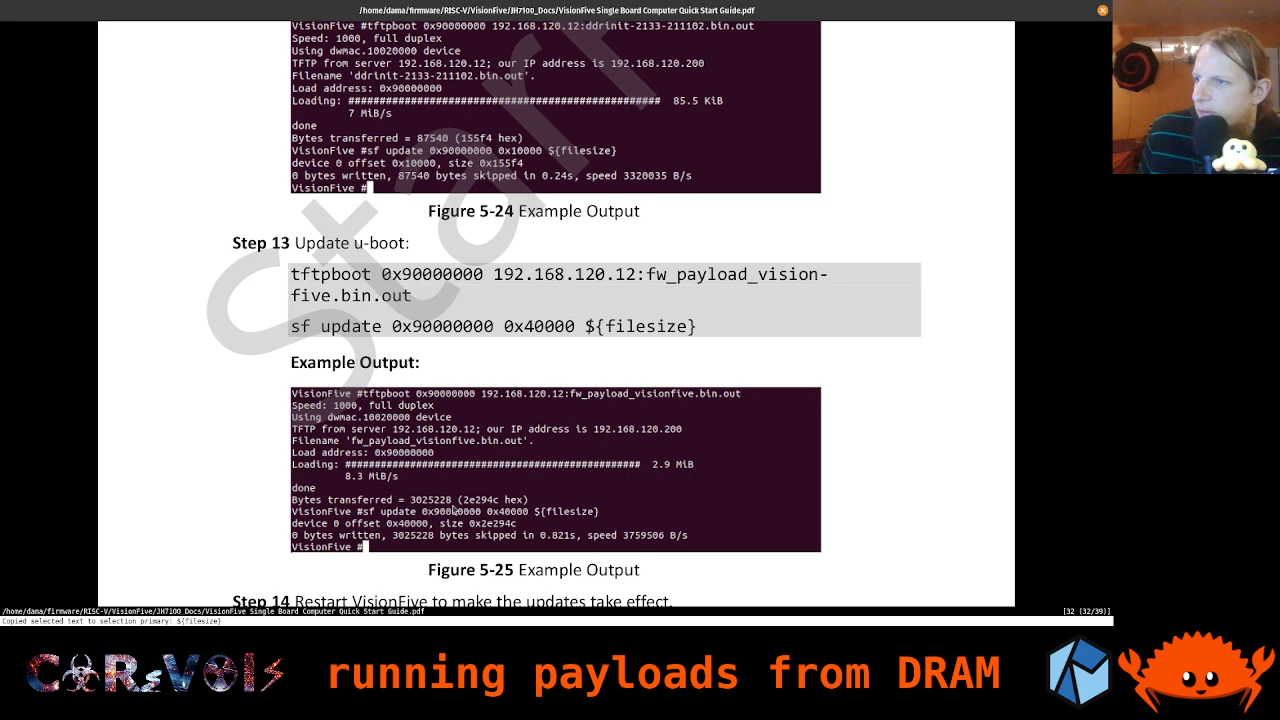 /home/dama/firmware/RISC-V/VisionFive/JH7100_Docs/VisionFive Single Board Computer Quick Start Guide.pdf
VisionFive #tftpboot 0x90000000 192.168.120.12:ddrinit-2133-211102.bin.out
Speed: 1000, full duplex
Using dwmac.10020000 device
TFTP from server 192.168.120.12; our IP address is 192.168.120.200
Filename 'ddrinit-2133-211102.bin.out'.
Load address: 0x90000000
Loading: ################################################## 85.5 KiB
7 MiB/s
done
Bytes transferred = 87540 (155f4 hex)
VisionFive #sf update 0x90000000 0x10000 ${filesize}
device 0 offset 0x10000, size 0x155f4
0 bytes written, 87540 bytes skipped in 0.24s, speed 3320035 B/s
VisionFive #
Figure 5-24 Example Output
Step 13 Update u-boot:
tftpboot 0x90000000 192.168.120.12:fw_payload_vision-
five.bin.out
sf update 0x90000000 0x40000 ${filesize}
Example Output:
VisionFive #tftpboot 0x90000000 192.168.120.12:fw_payload_visionfive.bin.out
Speed: 1000, full duplex
Using dwmac.10020000 device
TFTP from server 192.168.120.12; our IP address is 192.168.120.200
Filename 'fw_payload_visionfive.bin.out'.
Load address: 0x90000000
Loading: ################################################## 2.9 MiB
8.3 MiB/s
done
Bytes transferred = 3025228 (2e294c hex)
VisionFive #sf update 0x90000000 0x40000 ${filesize}
device 0 offset 0x40000, size 0x2e294c
0 bytes written, 3025228 bytes skipped in 0.821s, speed 3759506 B/s
VisionFive #
Figure 5-25 Example Output
Step 14 Restart VisionFive to make the updates take effect.
Star
/home/dama/firmware/RISC-V/VisionFive/JH7100_Docs/VisionFive Single Board Computer Quick Start Guide.pdf
[32 (32/39)]
Copied selected text to selection primary: ${filesize}
running payloads from DRAM